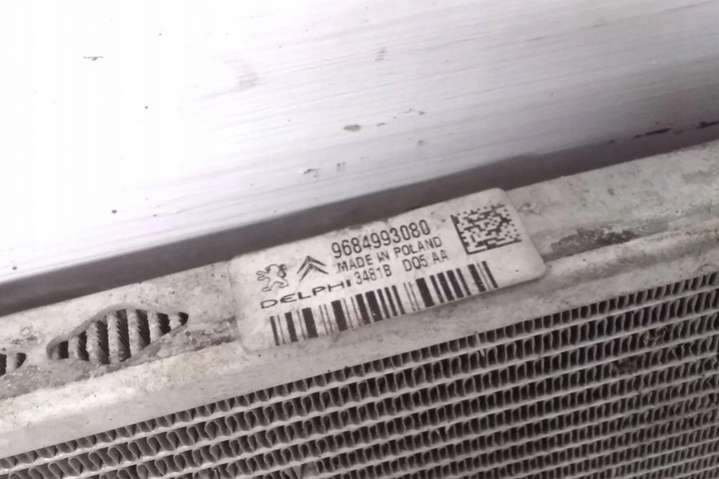 9684993080
MADE IN POLAND
DELPHI 3481B D05 AA